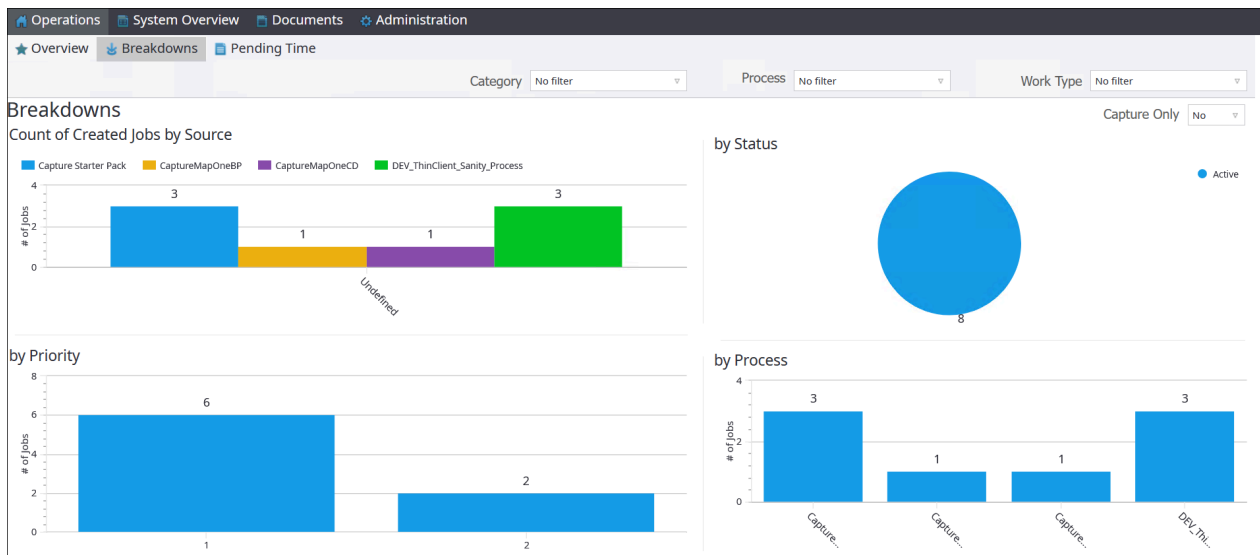 Operations System Overview Documents Administration
Overview Breakdowns Pending Time
Category No filter Process No filter Work Type No filter
Breakdowns
Capture Only No
Count of Created Jobs by Source
Capture Starter Pack CaptureMapOneBP CaptureMapOneCD DEV_ThinClient_Sanity_Process
# of Jobs
4
2
0
3 1 1 3
Undefined
by Status
Active
8
by Priority
# of Jobs
8
6
4
2
0
6 2
1 2
by Process
# of Jobs
4
2
0
3 1 1 3
Capture... Capture... Capture... DEV_Thi...